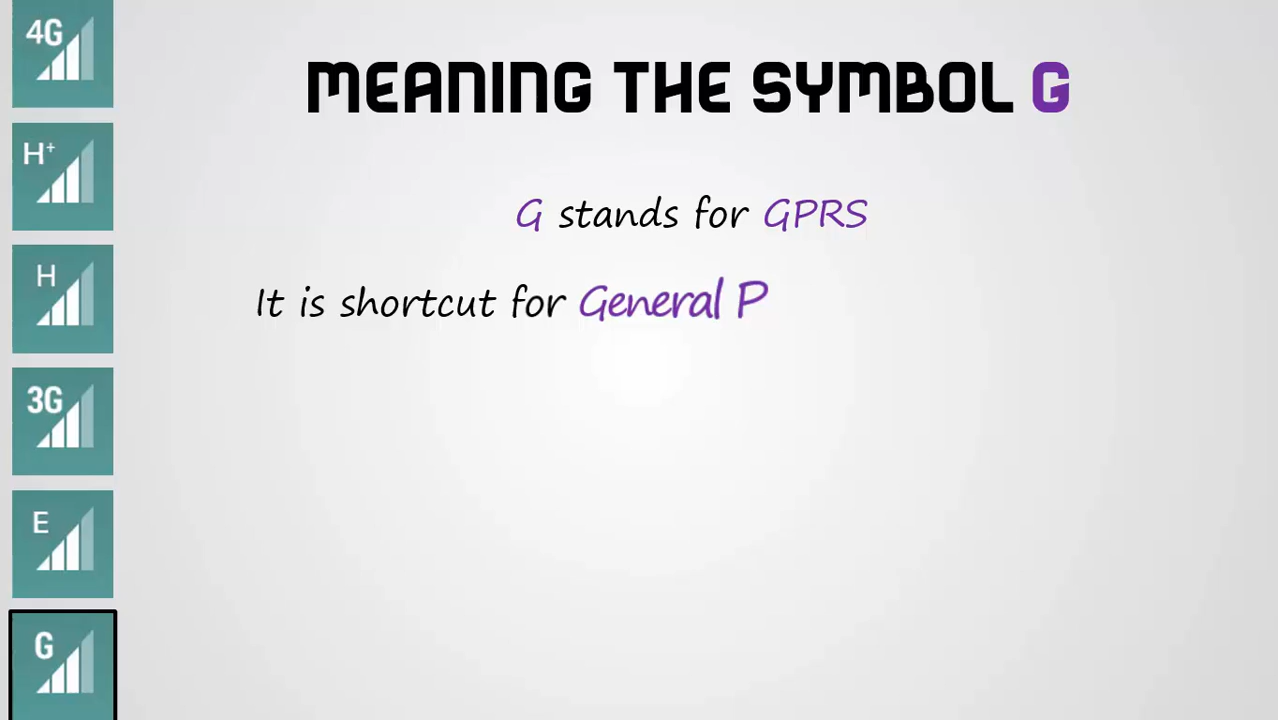 4G
MEANING THE SYMBOL G
H+
G stands for GPRS
H
It is shortcut for General P
3G
E
G